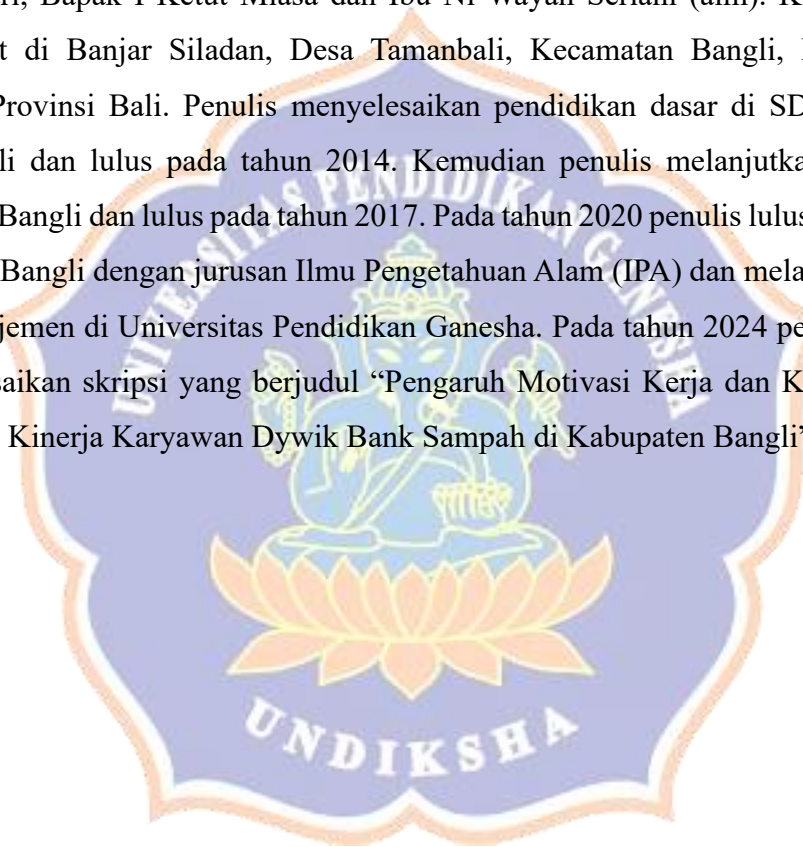 Bapak I Ketut Miasa dan Ibu Ni Wayan Seriani (alm).
di Banjar Siladan, Desa Tamanbali, Kecamatan Bangli,
Provinsi Bali. Penulis menyelesaikan pendidikan dasar di SD
li dan lulus pada tahun 2014. Kemudian penulis melanjutka
Bangli dan lulus pada tahun 2017. Pada tahun 2020 penulis lulus
Bangli dengan jurusan Ilmu Pengetahuan Alam (IPA) dan mela
jemen di Universitas Pendidikan Ganesha. Pada tahun 2024 pe
saikan skripsi yang berjudul “Pengaruh Motivasi Kerja dan K
Kinerja Karyawan Dywik Bank Sampah di Kabupaten Bangli”
UNIVERSITAS PENDIDIKAN GANESHA
UNDIKSHA